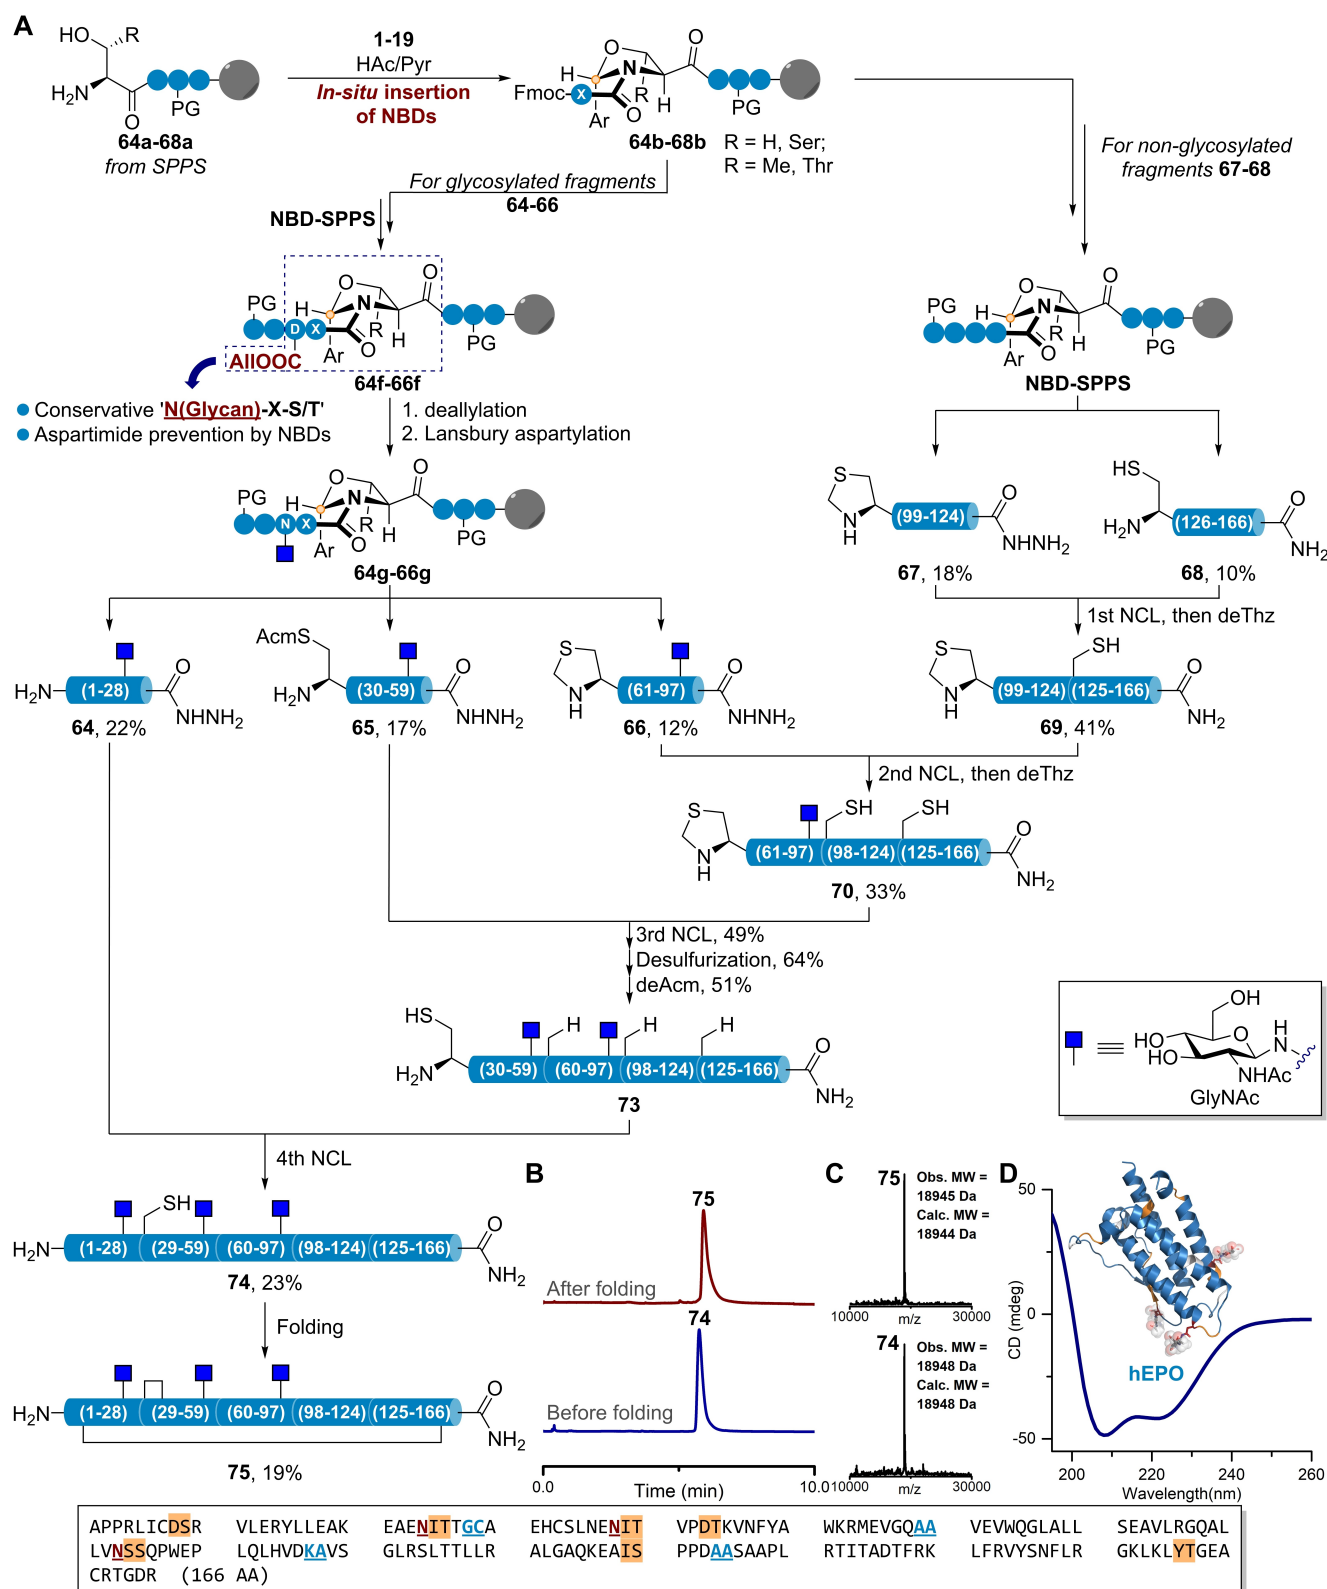 A
HO
R
H2N
O
PG
64a-68a
from SPPS
1-19
HAc/Pyr
In-situ insertion
of NBDs
O
O
H
N
Fmoc
X
R
H
O
Ar
PG
64b-68b
R = H, Ser;
R = Me, Thr
For glycosylated fragments
64-66
For non-glycosylated
fragments 67-68
NBD-SPPS
O
O
PG
H
N
D
X
R
H
O
Ar
PG
AllOOC
64f-66f
O
O
PG
H
N
R
H
O
Ar
PG
NBD-SPPS
Conservative 'N(Glycan)-X-S/T'
Aspartimide prevention by NBDs
1. deallylation
2. Lansbury aspartylation
O
O
PG
H
N
N
X
R
H
O
Ar
PG
64g-66g
S
N
H
(99-124)
O
NHNH2
67, 18%
HS
H2N
(126-166)
O
NH2
68, 10%
1st NCL, then deThz
H2N
(1-28)
O
NHNH2
64, 22%
AcmS
H2N
(30-59)
O
NHNH2
65, 17%
S
N
H
(61-97)
O
NHNH2
66, 12%
S
N
H
SH
(99-124)
(125-166)
O
NH2
69, 41%
2nd NCL, then deThz
S
N
H
SH
SH
(61-97)
(98-124)
(125-166)
O
NH2
70, 33%
3rd NCL, 49%
Desulfurization, 64%
deAcm, 51%
HS
H2N
H
H
H
(30-59)
(60-97)
(98-124)
(125-166)
O
NH2
73
OH
HO
HO
O
H
N
NHAc
GlyNAc
4th NCL
SH
H2N
(1-28)
(29-59)
(60-97)
(98-124)
(125-166)
O
NH2
74, 23%
Folding
H2N
(1-28)
(29-59)
(60-97)
(98-124)
(125-166)
O
NH2
75, 19%
B
75
After folding
74
Before folding
0.0
Time (min)
10.0
C
75
Obs. MW =
18945 Da
Calc. MW =
18944 Da
10000
m/z
30000
74
Obs. MW =
18948 Da
Calc. MW =
18948 Da
10000
m/z
30000
D
50
0
-50
CD (mdeg)
hEPO
200
220
240
260
Wavelength(nm)
APPRLICDSR VLERYLLEAK EAENITTGCA EHCSLNENIT VPDTKVNFYA WKRMEVGQAA VEVWQGLALL SEAVLRGQAL
LVNSSQPWEP LQLHVDKAVS GLRSLTTLLR ALGAQKEAIS PPDAASAAPL RTITADTFRK LFRVYSNFLR GKLKLYTGEA
CRTGDR (166 AA)